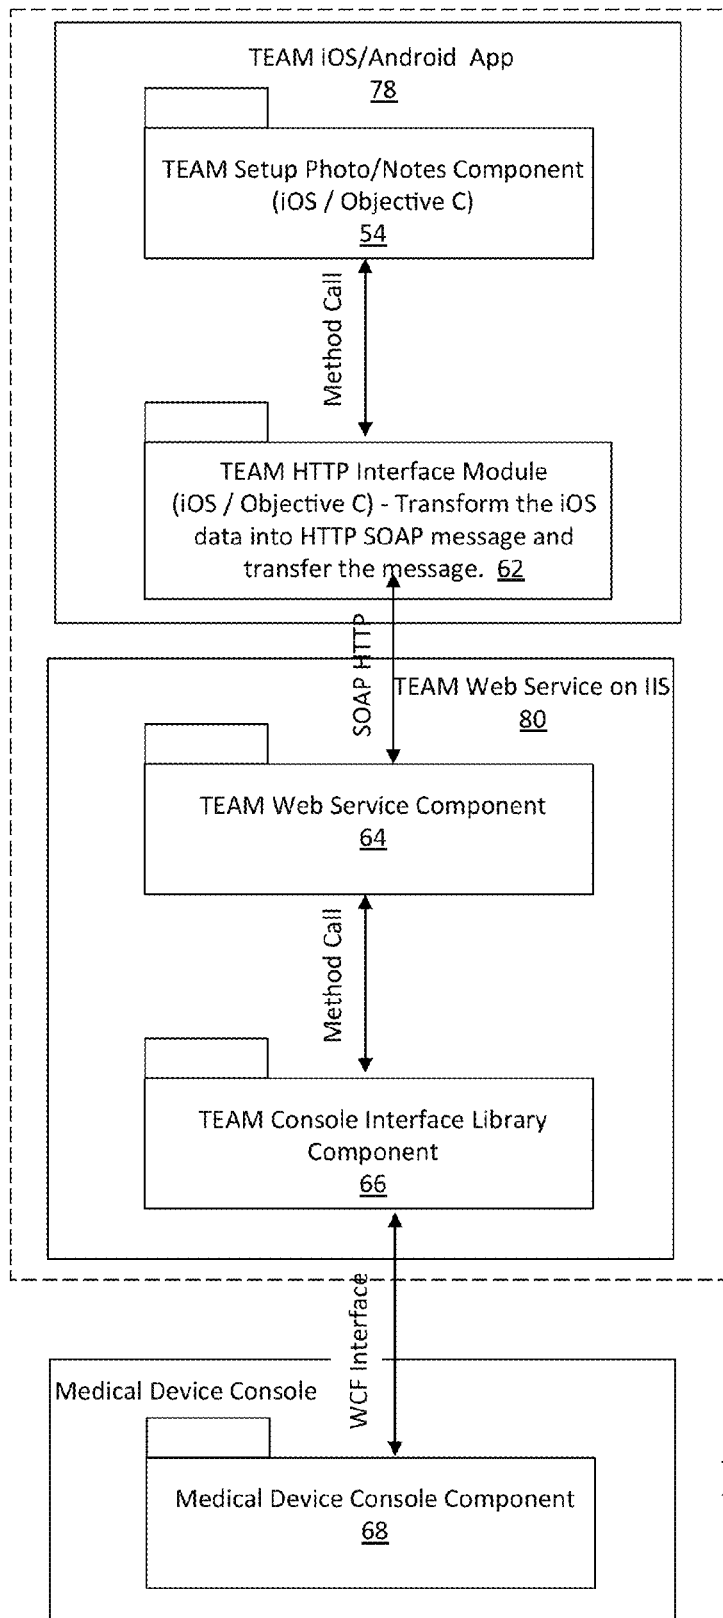 TEAM iOS/Android App
78
TEAM Setup Photo/Notes Component
(iOS / Objective C)
54
Method Call
TEAM HTTP Interface Module
(iOS / Objective C) - Transform the iOS
data into HTTP SOAP message and
transfer the message. 62
SOAP HTTP
TEAM Web Service on IIS
80
TEAM Web Service Component
64
Method Call
TEAM Console Interface Library
Component
66
WCF Interface
Medical Device Console
Medical Device Console Component
68